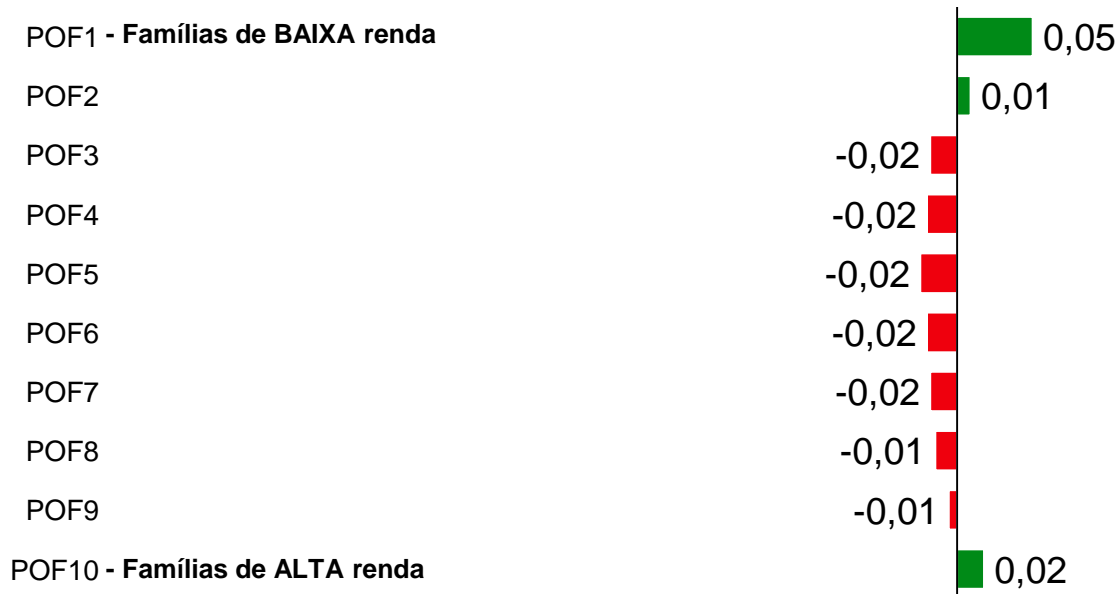 POF1 - Famílias de BAIXA renda 0,05
POF2 0,01
POF3 -0,02
POF4 -0,02
POF5 -0,02
POF6 -0,02
POF7 -0,02
POF8 -0,01
POF9 -0,01
POF10 - Famílias de ALTA renda 0,02